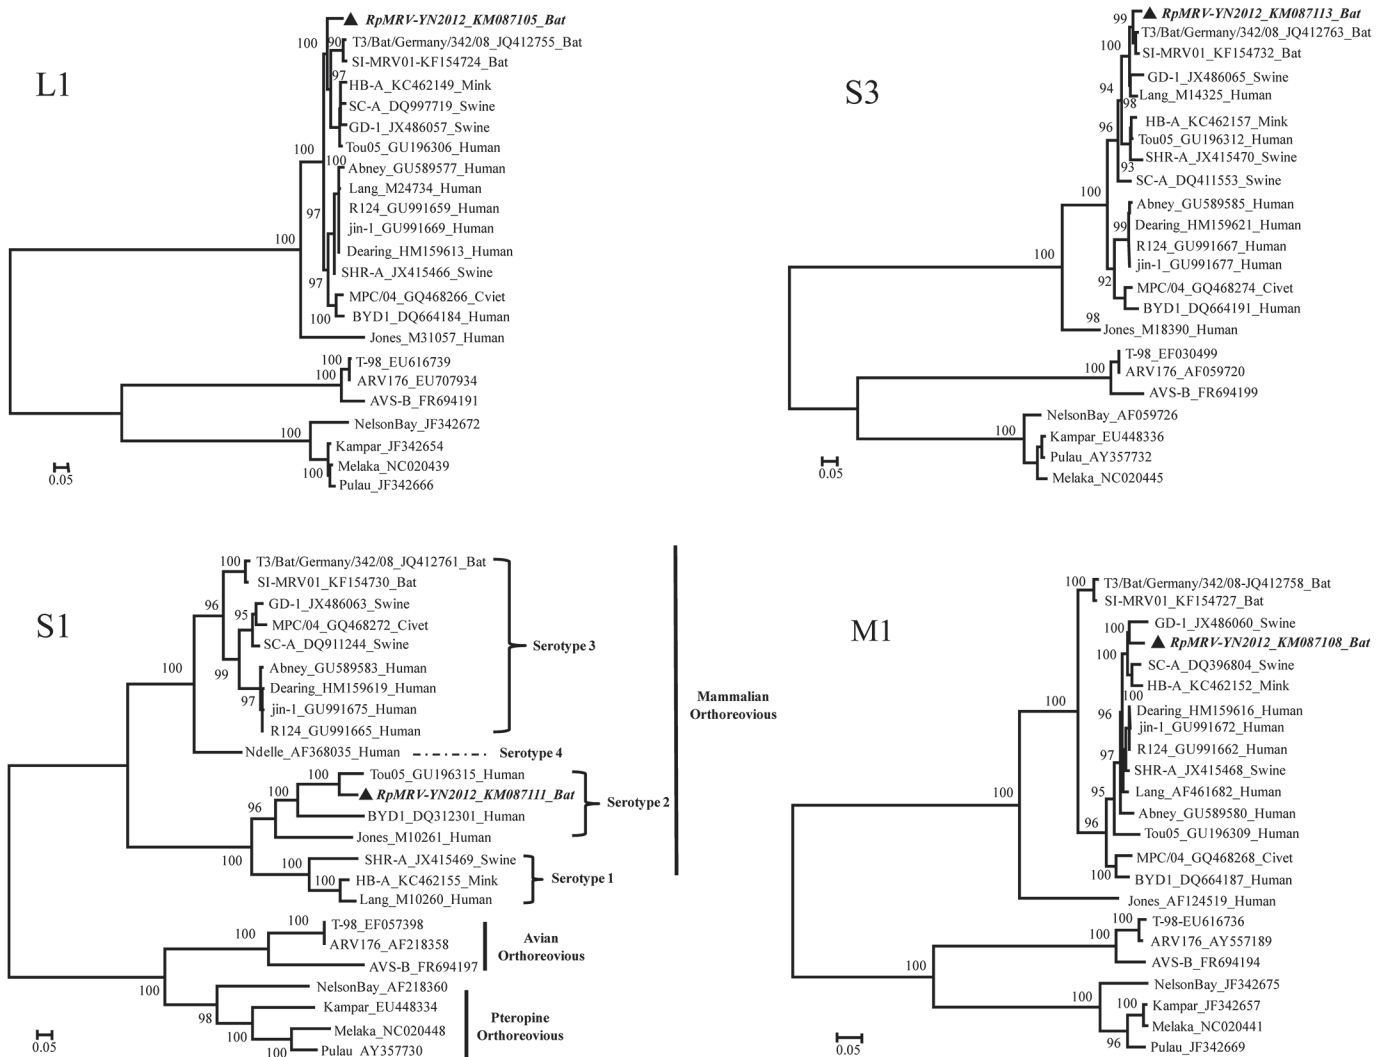 L1
100
RpMRV-YN2012_KM087105_Bat
90
T3/Bat/Germany/342/08_JQ412755_Bat
SI-MRV01-KF154724_Bat
97
HB-A_KC462149_Mink
SC-A_DQ997719_Swine
GD-1_JX486057_Swine
Tou05_GU196306_Human
100
100
Abney_GU589577_Human
Lang_M24734_Human
R124_GU991659_Human
97
jin-1_GU991669_Human
100
Dearing_HM159613_Human
SHR-A_JX415466_Swine
97
MPC/04_GQ468266_Cviet
100
BYD1_DQ664184_Human
Jones_M31057_Human
100
T-98_EU616739
100
ARV176_EU707934
AVS-B_FR694191
100
NelsonBay_JF342672
Kampar_JF342654
100
Melaka_NC020439
Pulau_JF342666
0.05
S3
99
RpMRV-YN2012_KM087113_Bat
T3/Bat/Germany/342/08_JQ412763_Bat
100
SI-MRV01_KF154732_Bat
GD-1_JX486065_Swine
94
Lang_M14325_Human
98
HB-A_KC462157_Mink
96
Tou05_GU196312_Human
SHR-A_JX415470_Swine
93
SC-A_DQ411553_Swine
100
Abney_GU589585_Human
99
Dearing_HM159621_Human
R124_GU991667_Human
100
jin-1_GU991677_Human
92
MPC/04_GQ468274_Civet
BYD1_DQ664191_Human
98
Jones_M18390_Human
T-98_EF030499
100
ARV176_AF059720
AVS-B_FR694199
NelsonBay_AF059726
100
Kampar_EU448336
Pulau_AY357732
Melaka_NC020445
0.05
S1
100
T3/Bat/Germany/342/08_JQ412761_Bat
SI-MRV01_KF154730_Bat
96
GD-1_JX486063_Swine
95
MPC/04_GQ468272_Civet
SC-A_DQ911244_Swine
Serotype 3
100
Abney_GU589583_Human
99
Dearing_HM159619_Human
97
jin-1_GU991675_Human
R124_GU991665_Human
Ndelle_AF368035_Human
Serotype 4
100
Tou05_GU196315_Human
100
RpMRV-YN2012_KM087111_Bat
Serotype 2
96
BYD1_DQ312301_Human
Jones_M10261_Human
100
100
SHR-A_JX415469_Swine
100
HB-A_KC462155_Mink
Serotype 1
Lang_M10260_Human
Mammalian
Orthoreovious
100
T-98_EF057398
100
ARV176_AF218358
AVS-B_FR694197
Avian
Orthoreovious
100
NelsonBay_AF218360
98
Kampar_EU448334
100
Melaka_NC020448
100
Pulau_AY357730
Pteropine
Orthoreovious
0.05
M1
100
T3/Bat/Germany/342/08-JQ412758_Bat
SI-MRV01_KF154727_Bat
100
GD-1_JX486060_Swine
RpMRV-YN2012_KM087108_Bat
100
SC-A_DQ396804_Swine
HB-A_KC462152_Mink
100
100
96
Dearing_HM159616_Human
jin-1_GU991672_Human
97
R124_GU991662_Human
SHR-A_JX415468_Swine
95
Lang_AF461682_Human
100
Abney_GU589580_Human
96
Tou05_GU196309_Human
MPC/04_GQ468268_Civet
100
BYD1_DQ664187_Human
Jones_AF124519_Human
100
T-98-EU616736
100
ARV176_AY557189
AVS-B_FR694194
100
NelsonBay_JF342675
100
100
Kampar_JF342657
Melaka_NC020441
96
Pulau_JF342669
0.05